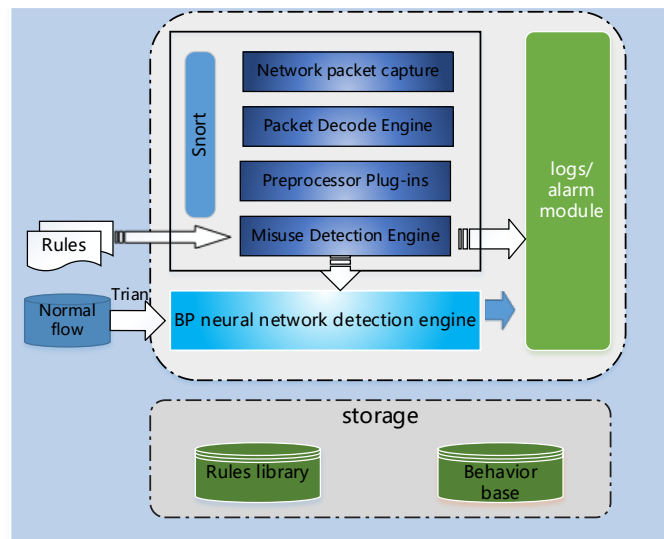 Network packet capture
Packet Decode Engine
Snort
Preprocessor Plug-ins
logs/
alarm
module
Rules
Misuse Detection Engine
Trian
Normal
flow
BP neural network detection engine
storage
Rules library
Behavior
base